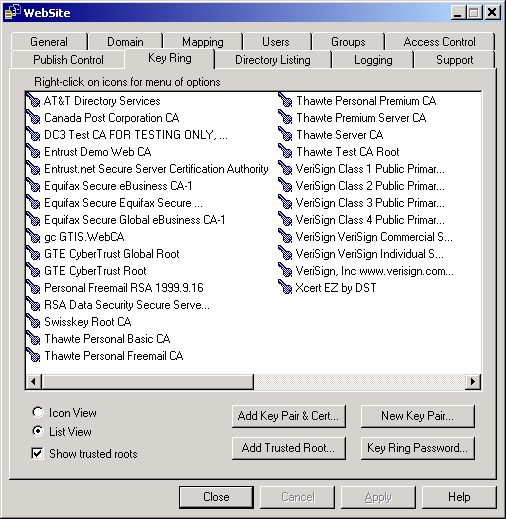 WebSite
General Domain Mapping Users Groups Access Control
Publish Control Key Ring Directory Listing Logging Support
Right-click on icons for menu of options
AT&T Directory Services
Canada Post Corporation CA
DC3 Test CA FOR TESTING ONLY, ...
Entrust Demo Web CA
Entrust.net Secure Server Certification Authority
Equifax Secure eBusiness CA-1
Equifax Secure Equifax Secure ...
Equifax Secure Global eBusiness CA-1
gc GTIS.WebCA
GTE CyberTrust Global Root
GTE CyberTrust Root
Personal Freemail RSA 1999.9.16
RSA Data Security Secure Serve...
Swisskey Root CA
Thawte Personal Basic CA
Thawte Personal Freemail CA
Thawte Personal Premium CA
Thawte Premium Server CA
Thawte Server CA
Thawte Test CA Root
VeriSign Class 1 Public Primar...
VeriSign Class 2 Public Primar...
VeriSign Class 3 Public Primar...
VeriSign Class 4 Public Primar...
VeriSign VeriSign Commercial S...
VeriSign VeriSign Individual S...
VeriSign, Inc www.verisign.com...
Xcert EZ by DST
Icon View
List View
Show trusted roots
Add Key Pair & Cert... New Key Pair...
Add Trusted Root... Key Ring Password...
Close Cancel Apply Help